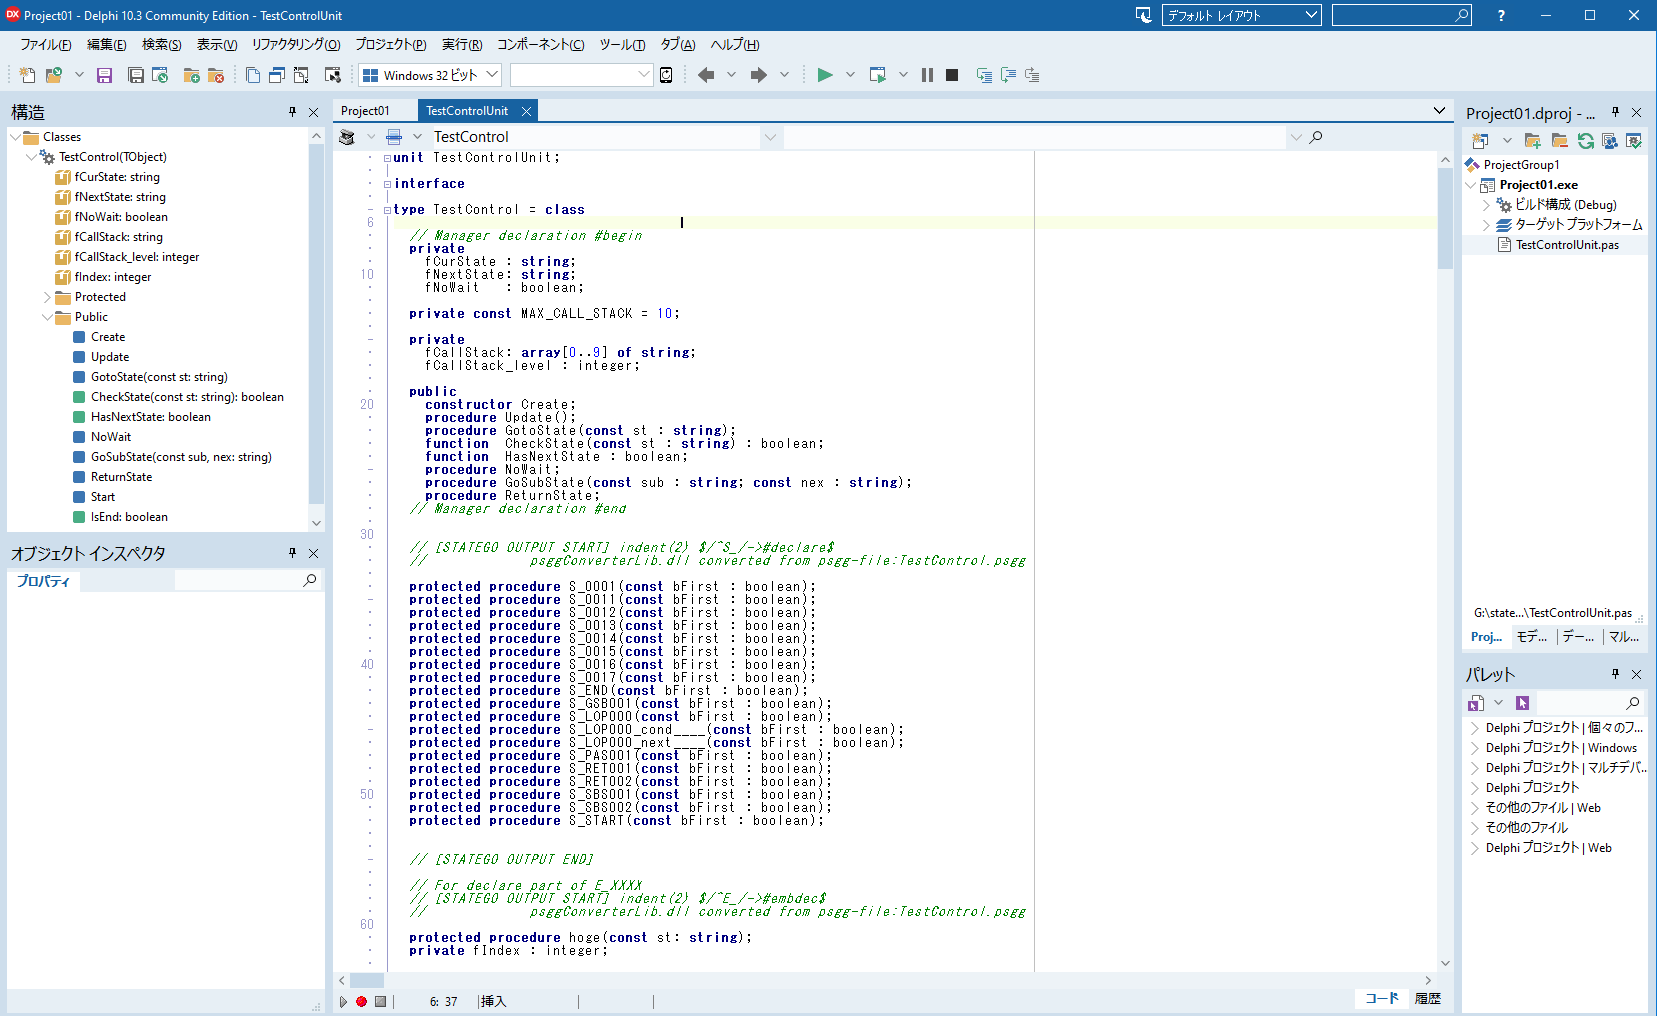 Project01 - Delphi 10.3 Community Edition - TestControlUnit
デフォルト レイアウト
?
ファイル(F) 編集(E) 検索(S) 表示(V) リファクタリング(O) プロジェクト(P) 実行(R) コンポーネント(C) ツール(T) タブ(A) ヘルプ(H)
Windows 32 ビット
構造
Classes
TestControl(TObject)
fCurState: string
fNextState: string
fNoWait: boolean
fCallStack: string
fCallStack_level: integer
fIndex: integer
Protected
Public
Create
Update
GotoState(const st: string)
CheckState(const st: string): boolean
HasNextState: boolean
NoWait
GoSubState(const sub, nex: string)
ReturnState
Start
IsEnd: boolean
オブジェクト インスペクタ
プロパティ
Project01 TestControlUnit
TestControl
unit TestControlUnit;
interface
type TestControl = class
6
// Manager declaration #begin
private
fCurState : string;
10 fNextState: string;
fNoWait : boolean;
private const MAX_CALL_STACK = 10;
private
fCallStack: array[0..9] of string;
fCallStack_level : integer;
public
20 constructor Create;
procedure Update();
procedure GotoState(const st : string);
function CheckState(const st : string) : boolean;
function HasNextState : boolean;
procedure NoWait;
procedure GoSubState(const sub : string; const nex : string);
procedure ReturnState;
// Manager declaration #end
30
// [STATEGO OUTPUT START] indent(2) $/^S_/->#declare$
// psggConverterLib.dll converted from psgg-file:TestControl.psgg
protected procedure S_0001(const bFirst : boolean);
protected procedure S_0011(const bFirst : boolean);
protected procedure S_0012(const bFirst : boolean);
protected procedure S_0013(const bFirst : boolean);
protected procedure S_0014(const bFirst : boolean);
protected procedure S_0015(const bFirst : boolean);
40 protected procedure S_0016(const bFirst : boolean);
protected procedure S_0017(const bFirst : boolean);
protected procedure S_END(const bFirst : boolean);
protected procedure S_GSB001(const bFirst : boolean);
protected procedure S_LOP000(const bFirst : boolean);
protected procedure S_LOP000_cond____(const bFirst : boolean);
protected procedure S_LOP000_next____(const bFirst : boolean);
protected procedure S_PAS001(const bFirst : boolean);
protected procedure S_RET001(const bFirst : boolean);
protected procedure S_RET002(const bFirst : boolean);
50 protected procedure S_SBS001(const bFirst : boolean);
protected procedure S_SBS002(const bFirst : boolean);
protected procedure S_START(const bFirst : boolean);
// [STATEGO OUTPUT END]
// For declare part of E_XXXX
// [STATEGO OUTPUT START] indent(2) $/^E_/->#embdec$
// psggConverterLib.dll converted from psgg-file:TestControl.psgg
60
protected procedure hoge(const st: string);
private fIndex : integer;
6: 37 挿入
コード 履歴
Project01.dproj - ...
ProjectGroup1
Project01.exe
ビルド構成 (Debug)
ターゲット プラットフォーム
TestControlUnit.pas
G:\state...\TestControlUnit.pas
Proj... モデ... デー... マル...
パレット
Delphi プロジェクト | 個々のフ...
Delphi プロジェクト | Windows
Delphi プロジェクト | マルチデバ...
Delphi プロジェクト
その他のファイル | Web
その他のファイル
Delphi プロジェクト | Web